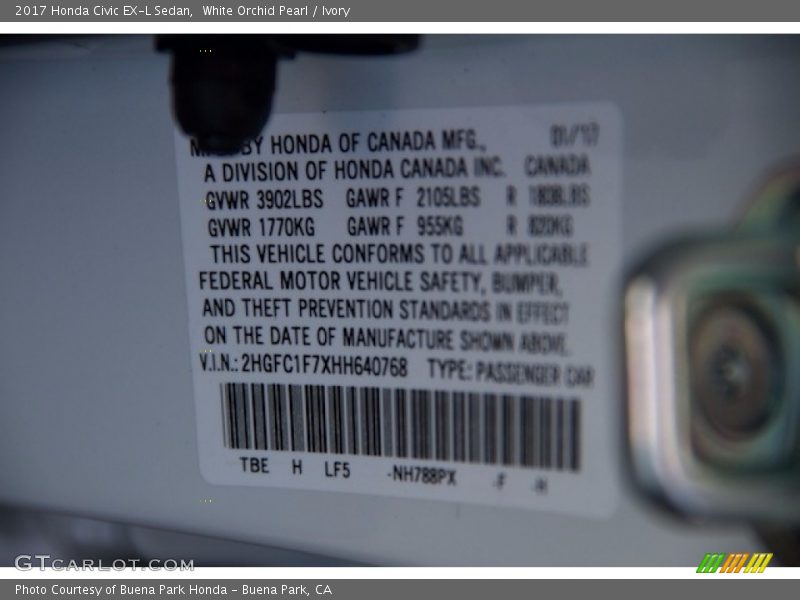 2017 Honda Civic EX-L Sedan, White Orchid Pearl / Ivory
BY HONDA OF CANADA MFG., 01/17
A DIVISION OF HONDA CANADA INC. CANADA
GVWR 3902LBS GAWR F 2105LBS R 1808LBS
GVWR 1770KG GAWR F 955KG R 820KG
THIS VEHICLE CONFORMS TO ALL APPLICABLE
FEDERAL MOTOR VEHICLE SAFETY, BUMPER,
AND THEFT PREVENTION STANDARDS IN EFFECT
ON THE DATE OF MANUFACTURE SHOWN ABOVE.
V.I.N.: 2HGFC1F7XHH640768 TYPE: PASSENGER CAR
TBE H LF5 -NH788PX -F -H
GTCARLOT.COM
Photo Courtesy of Buena Park Honda - Buena Park, CA